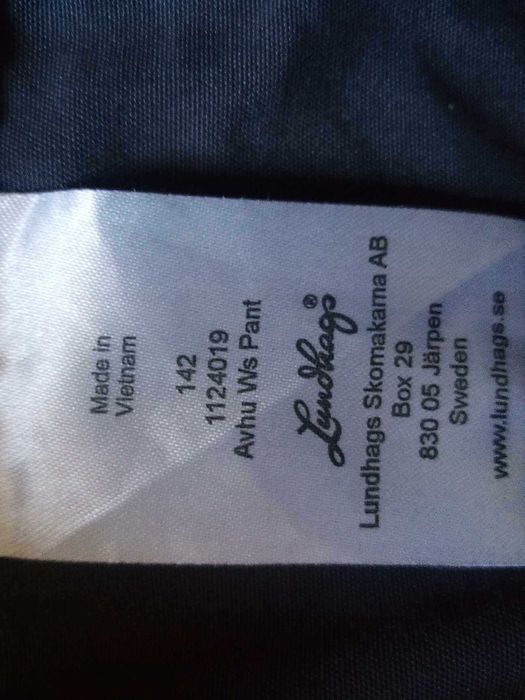 Made in
Vietnam
142
1124019
Avhu Ws Pant
Lundhags®
Lundhags Skomakarna AB
Box 29
830 05 Järpen
Sweden
www.lundhags.se